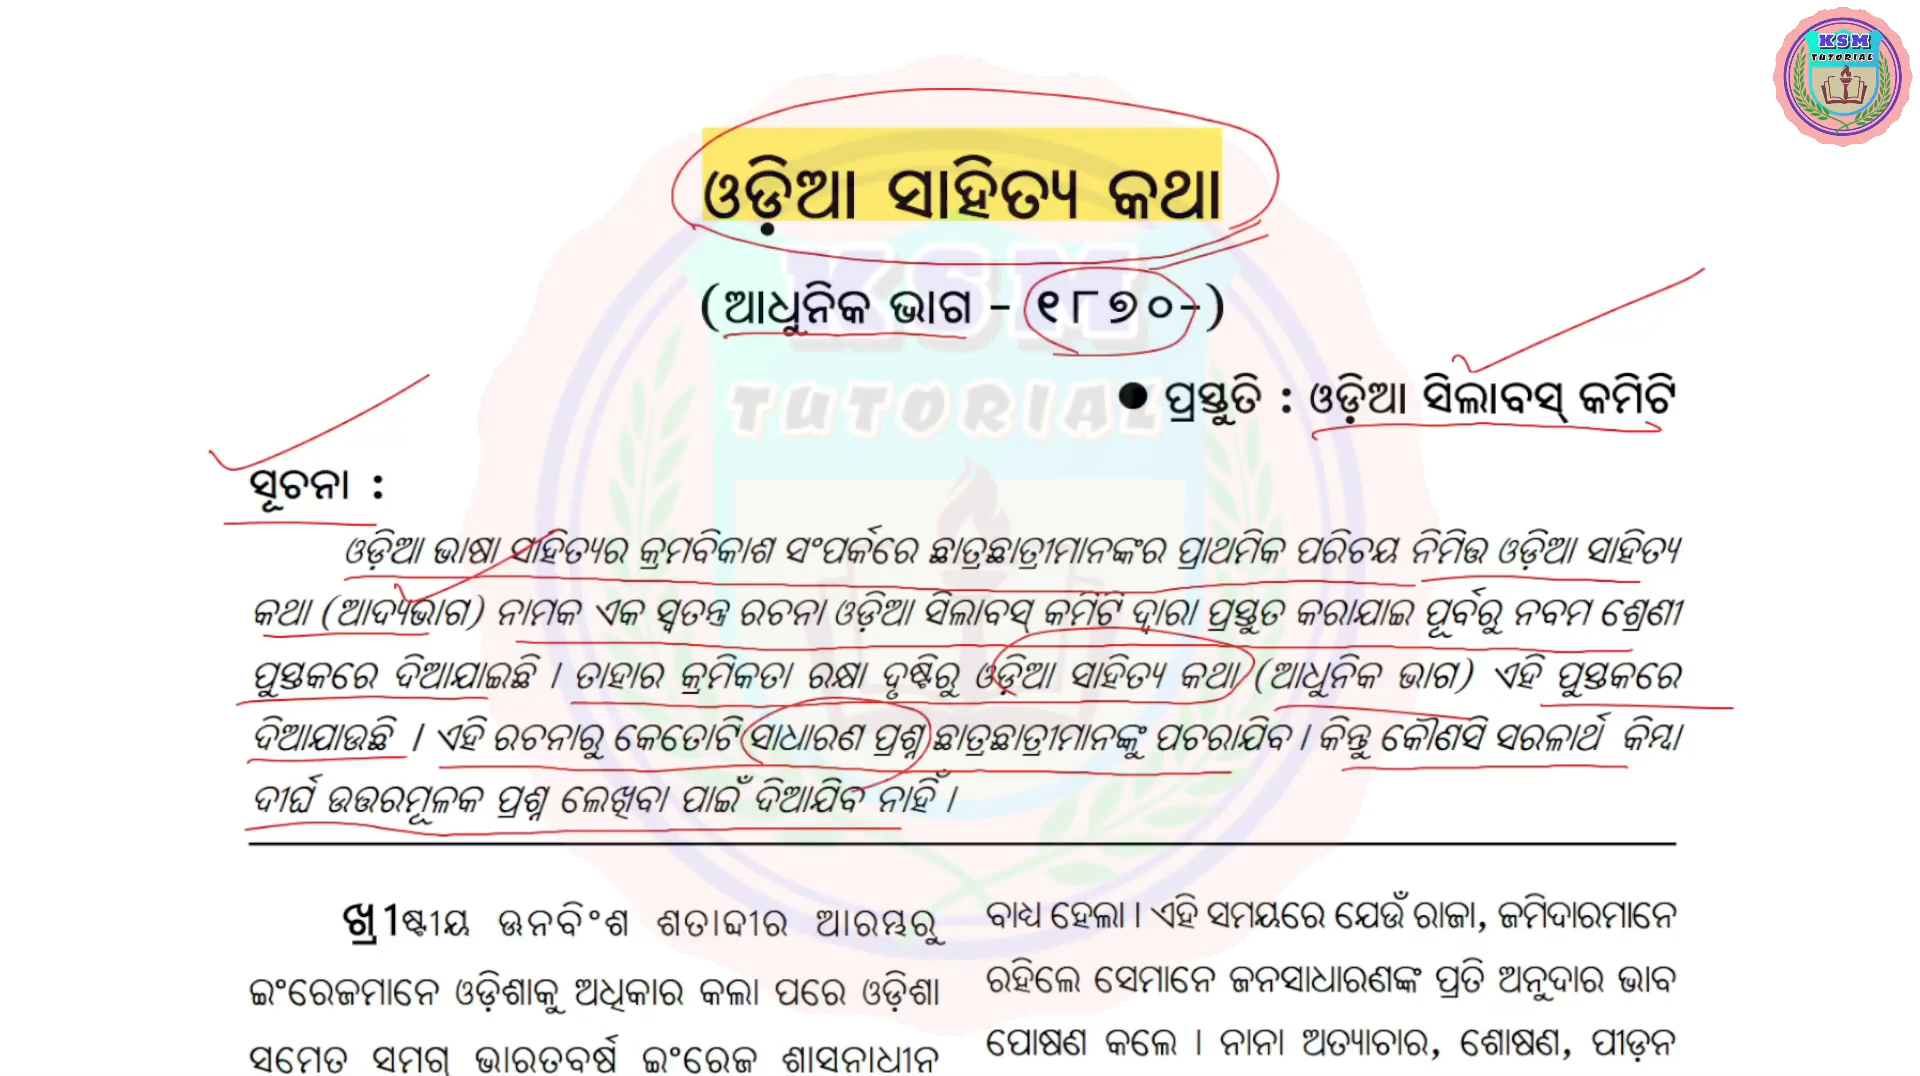 KSM
TUTORIAL
ଓଡ଼ିଆ ସାହିତ୍ୟ କଥା
(ଆଧୁନିକ ଭାଗ - ୧୮୭୦-)
● ପ୍ରସ୍ତୁତି : ଓଡ଼ିଆ ସିଲାବସ୍ କମିଟି
ସୂଚନା :
ଓଡ଼ିଆ ଭାଷା ସାହିତ୍ୟର କ୍ରମବିକାଶ ସଂପର୍କରେ ଛାତ୍ରଛାତ୍ରୀମାନଙ୍କର ପ୍ରାଥମିକ ପରିଚୟ ନିମିତ୍ତ ଓଡ଼ିଆ ସାହିତ୍ୟ
କଥା (ଆଦ୍ୟଭାଗ) ନାମକ ଏକ ସ୍ୱତନ୍ତ୍ର ରଚନା ଓଡ଼ିଆ ସିଲାବସ୍ କମିଟି ଦ୍ୱାରା ପ୍ରସ୍ତୁତ କରାଯାଇ ପୂର୍ବରୁ ନବମ ଶ୍ରେଣୀ
ପୁସ୍ତକରେ ଦିଆଯାଇଛି । ତାହାର କ୍ରମିକତା ରକ୍ଷା ଦୃଷ୍ଟିରୁ ଓଡ଼ିଆ ସାହିତ୍ୟ କଥା (ଆଧୁନିକ ଭାଗ) ଏହି ପୁସ୍ତକରେ
ଦିଆଯାଉଛି । ଏହି ରଚନାରୁ କେତୋଟି ସାଧାରଣ ପ୍ରଶ୍ନ ଛାତ୍ରଛାତ୍ରୀମାନଙ୍କୁ ପଚରାଯିବ । କିନ୍ତୁ କୌଣସି ସରଳାର୍ଥ କିମ୍ବା
ଦୀର୍ଘ ଉତ୍ତରମୂଳକ ପ୍ରଶ୍ନ ଲେଖିବା ପାଇଁ ଦିଆଯିବ ନାହିଁ ।
ଖ୍ରୀଷ୍ଟୀୟ ଊନବିଂଶ ଶତାବ୍ଦୀର ଆରମ୍ଭରୁ
ଇଂରେଜମାନେ ଓଡ଼ିଶାକୁ ଅଧିକାର କଲା ପରେ ଓଡ଼ିଶା
ସମେତ ସମଗ୍ର ଭାରତବର୍ଷ ଇଂରେଜ ଶାସନାଧୀନ
ବାଧ୍ୟ ହେଲା । ଏହି ସମୟରେ ଯେଉଁ ରାଜା, ଜମିଦାରମାନେ
ରହିଲେ ସେମାନେ ଜନସାଧାରଣଙ୍କ ପ୍ରତି ଅନୁଦାର ଭାବ
ପୋଷଣ କଲେ । ନାନା ଅତ୍ୟାଚାର, ଶୋଷଣ, ପୀଡ଼ନ
KSM
TUTORIAL